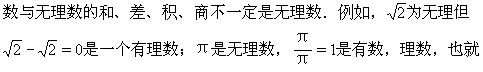 数与无理数的和、差、积、商不一定是无理数．例如，√2为无理但
√2-√2=0是一个有理数；π是无理数，π/π=1是有数，理数，也就